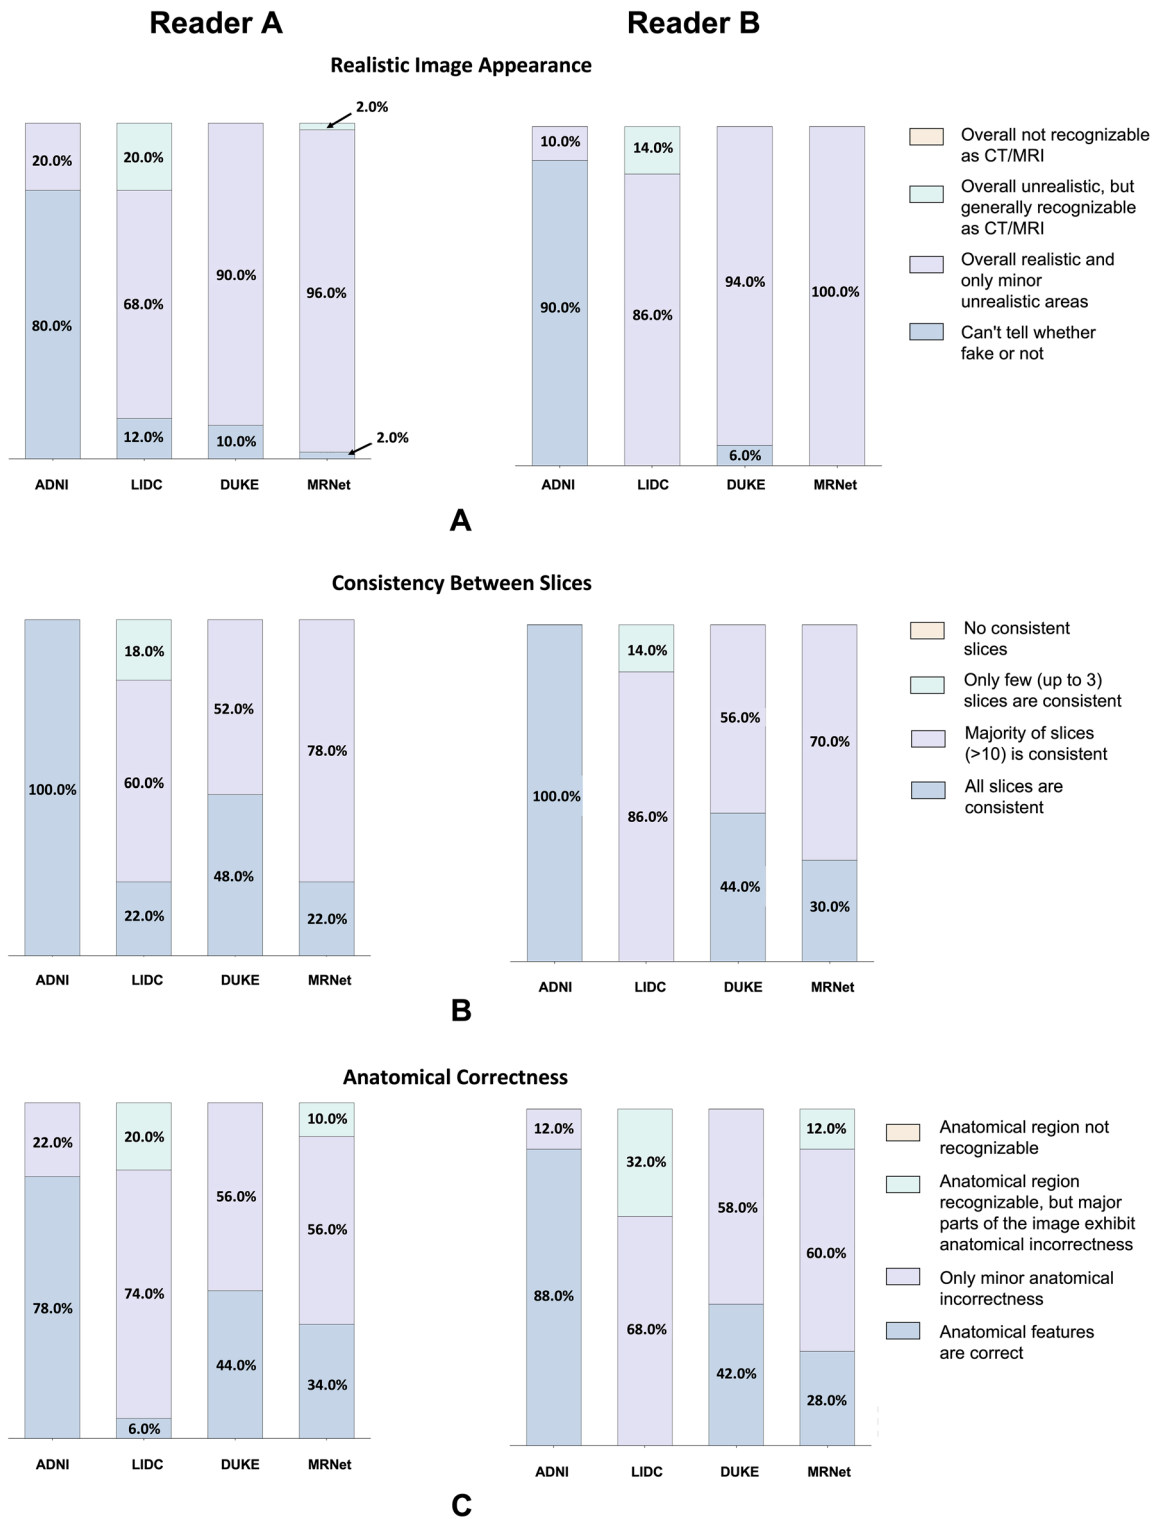 Reader A
Reader B
Realistic Image Appearance
2.0%
20.0%
20.0%
90.0%
96.0%
68.0%
80.0%
12.0%
10.0%
2.0%
ADNI
LIDC
DUKE
MRNet
10.0%
14.0%
94.0%
100.0%
90.0%
86.0%
6.0%
ADNI
LIDC
DUKE
MRNet
Overall not recognizable
as CT/MRI
Overall unrealistic, but
generally recognizable
as CT/MRI
Overall realistic and
only minor
unrealistic areas
Can't tell whether
fake or not
A
Consistency Between Slices
18.0%
52.0%
78.0%
100.0%
60.0%
48.0%
22.0%
22.0%
ADNI
LIDC
DUKE
MRNet
14.0%
56.0%
70.0%
100.0%
86.0%
44.0%
30.0%
ADNI
LIDC
DUKE
MRNet
No consistent
slices
Only few (up to 3)
slices are consistent
Majority of slices
(>10) is consistent
All slices are
consistent
B
Anatomical Correctness
22.0%
20.0%
10.0%
56.0%
56.0%
78.0%
74.0%
44.0%
34.0%
6.0%
ADNI
LIDC
DUKE
MRNet
12.0%
32.0%
12.0%
58.0%
60.0%
88.0%
68.0%
42.0%
28.0%
ADNI
LIDC
DUKE
MRNet
Anatomical region not
recognizable
Anatomical region
recognizable, but major
parts of the image exhibit
anatomical incorrectness
Only minor anatomical
incorrectness
Anatomical features
are correct
C